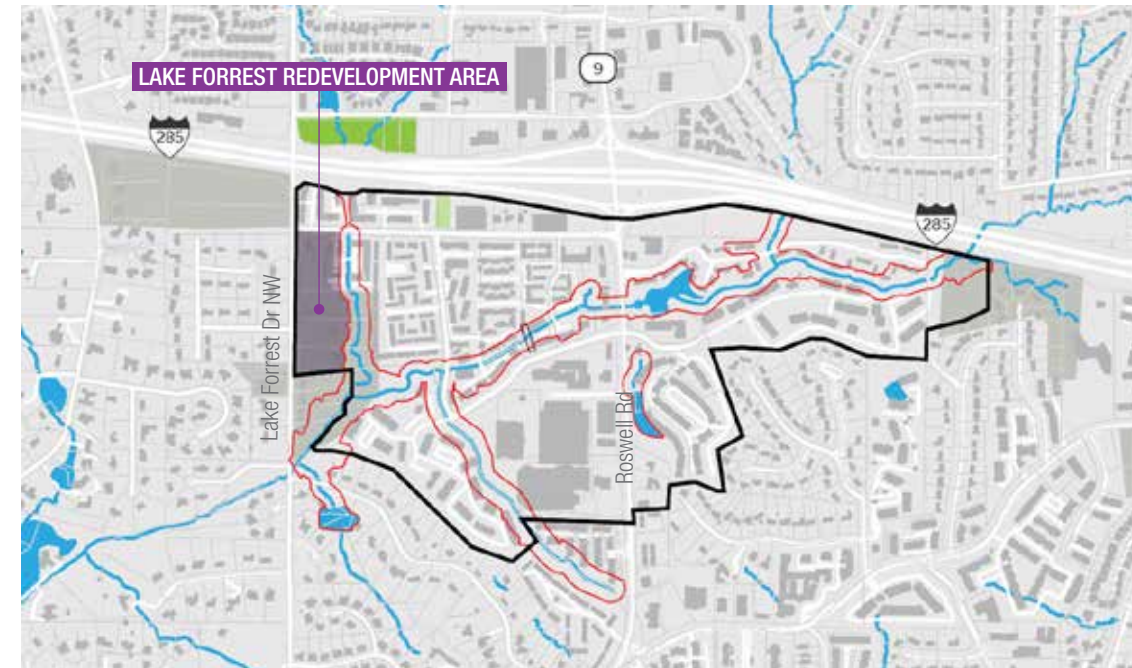 LAKE FORREST REDEVELOPMENT AREA
9
285
285
Lake Forrest Dr NW
Roswell Rd